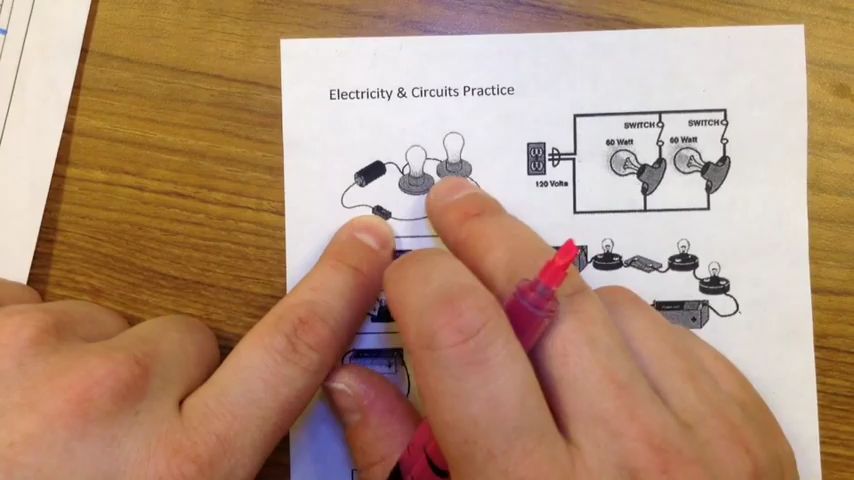 Electricity & Circuits Practice
SWITCH SWITCH
60 Watt 60 Watt
120 Volts